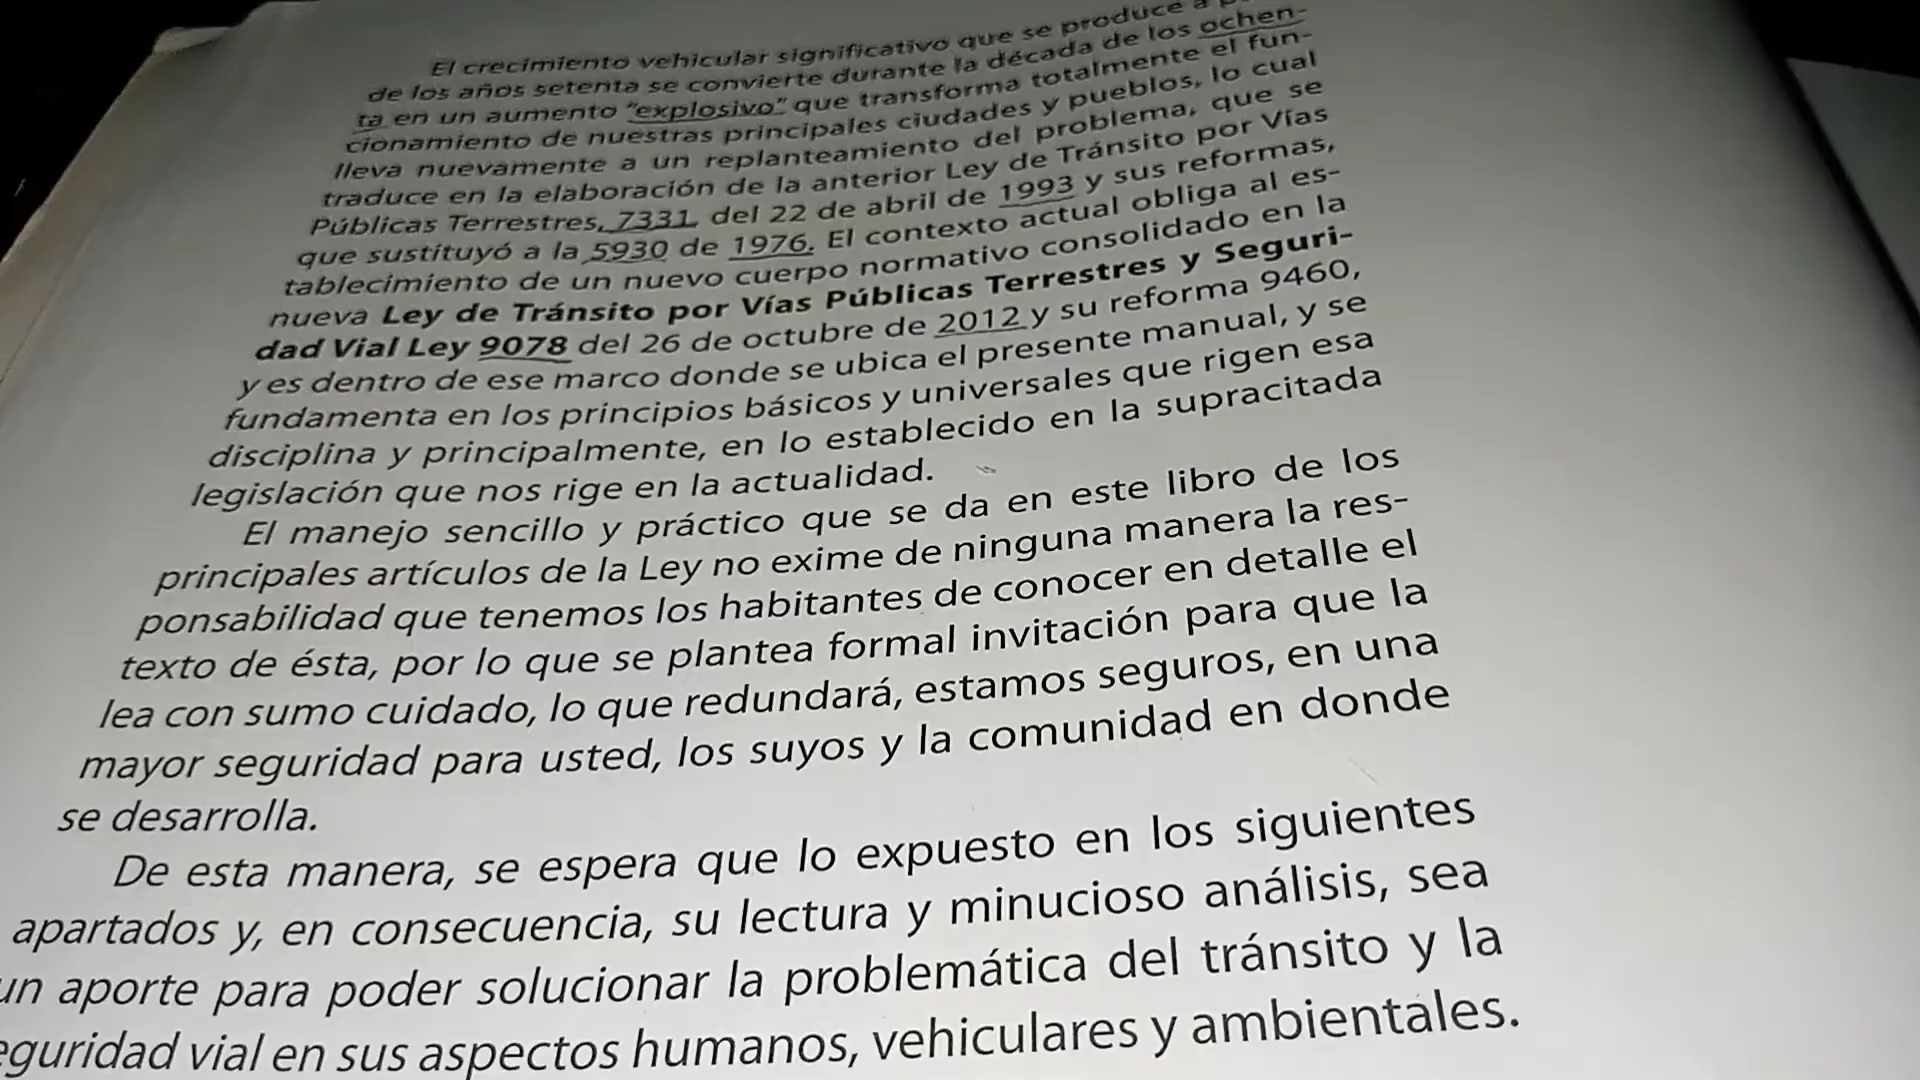 El crecimiento vehicular significativo que se produce a
de los años setenta se convierte durante la década de los ochen-
ta en un aumento "explosivo" que transforma totalmente el fun-
cionamiento de nuestras principales ciudades y pueblos, lo cual
lleva nuevamente a un replanteamiento del problema, que se
traduce en la elaboración de la anterior Ley de Tránsito por Vías
Públicas Terrestres, 7331, del 22 de abril de 1993 y sus reformas,
que sustituyó a la 5930 de 1976. El contexto actual obliga al es-
tablecimiento de un nuevo cuerpo normativo consolidado en la
nueva Ley de Tránsito por Vías Públicas Terrestres y Seguri-
dad Vial Ley 9078 del 26 de octubre de 2012 y su reforma 9460,
y es dentro de ese marco donde se ubica el presente manual, y se
fundamenta en los principios básicos y universales que rigen esa
disciplina y principalmente, en lo establecido en la supracitada
legislación que nos rige en la actualidad.
El manejo sencillo y práctico que se da en este libro de los
principales artículos de la Ley no exime de ninguna manera la res-
ponsabilidad que tenemos los habitantes de conocer en detalle el
texto de ésta, por lo que se plantea formal invitación para que la
lea con sumo cuidado, lo que redundará, estamos seguros, en una
mayor seguridad para usted, los suyos y la comunidad en donde
se desarrolla.
De esta manera, se espera que lo expuesto en los siguientes
apartados y, en consecuencia, su lectura y minucioso análisis, sea
un aporte para poder solucionar la problemática del tránsito y la
eguridad vial en sus aspectos humanos, vehiculares y ambientales.